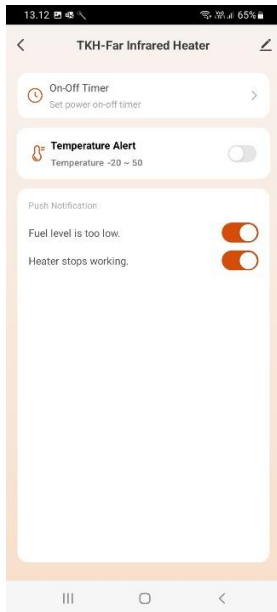 13.12
65%
TKH-Far Infrared Heater
On-Off Timer
Set power on-off timer
Temperature Alert
Temperature -20 ~ 50
Push Notification
Fuel level is too low.
Heater stops working.